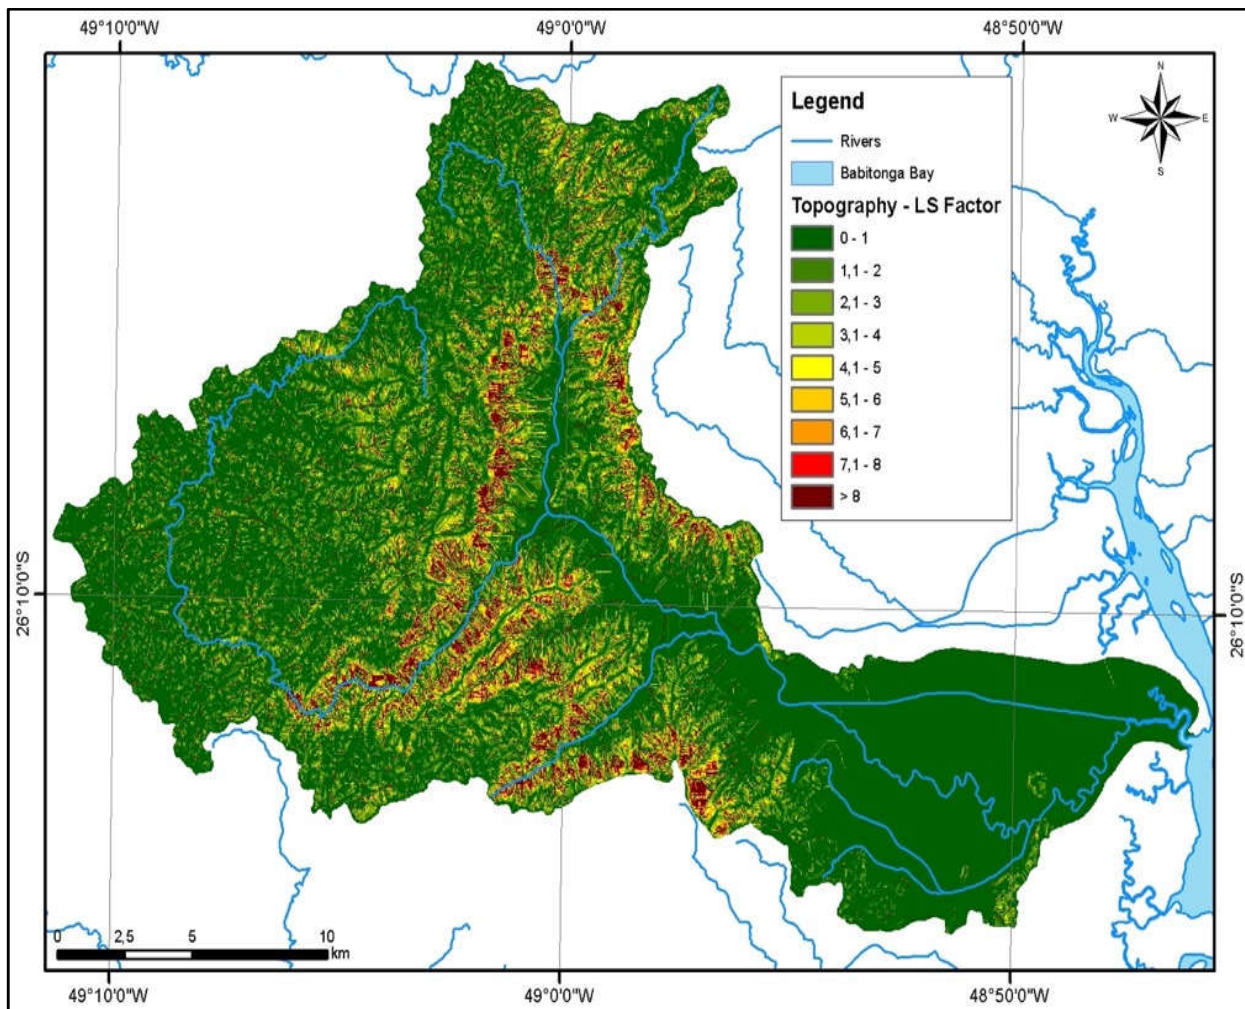 49°10'0"W 49°0'0"W 48°50'0"W
N
W E
S
Legend
Rivers
Babitonga Bay
Topography - LS Factor
0 - 1
1,1 - 2
2,1 - 3
3,1 - 4
4,1 - 5
5,1 - 6
6,1 - 7
7,1 - 8
> 8
26°10'0"S
26°10'0"S
0 2,5 5 10
km
49°10'0"W 49°0'0"W 48°50'0"W